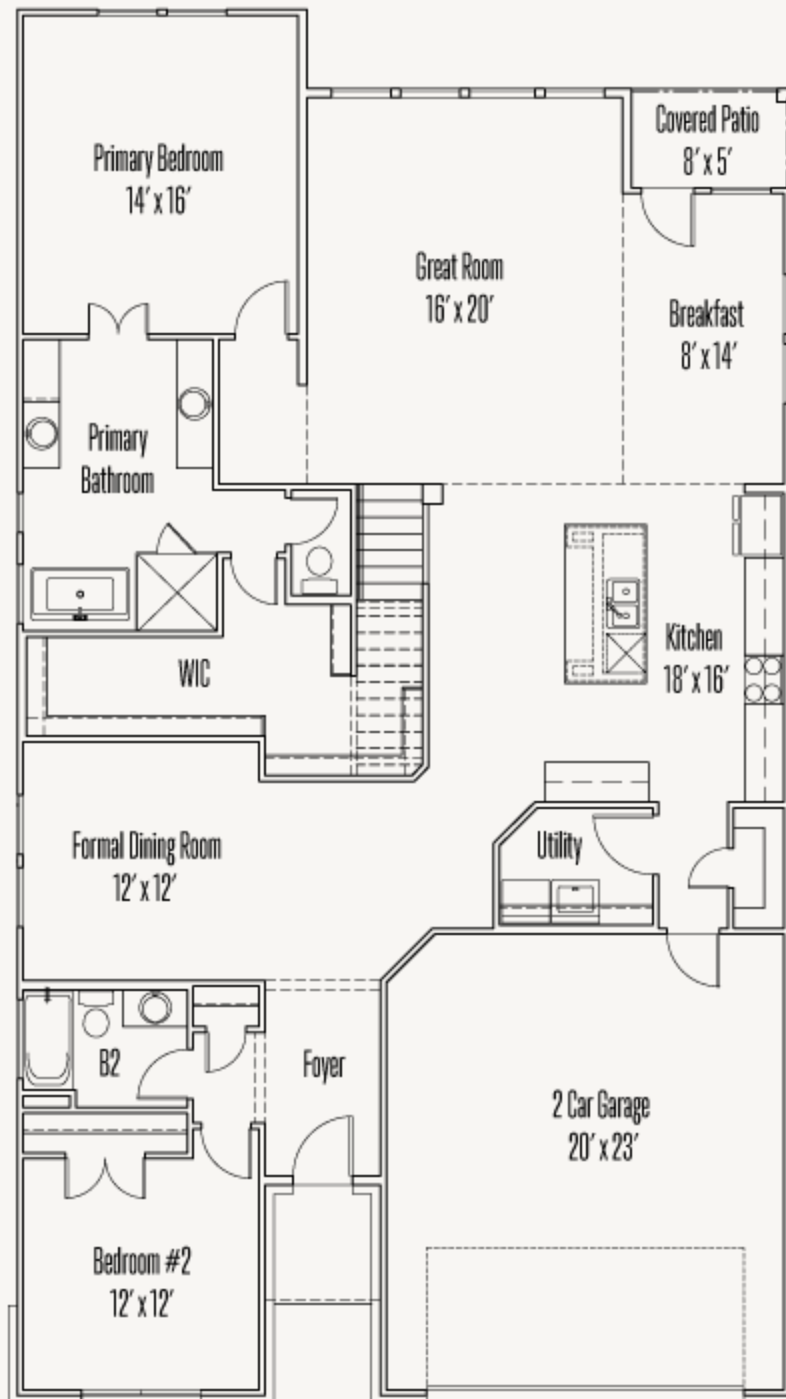 Covered Patio
8' x 5'
Primary Bedroom
14' x 16'
Great Room
16' x 20'
Breakfast
8' x 14'
Primary
Bathroom
Kitchen
18' x 16'
WIC
Formal Dining Room
12' x 12'
Utility
B2
Foyer
2 Car Garage
20' x 23'
Bedroom #2
12' x 12'